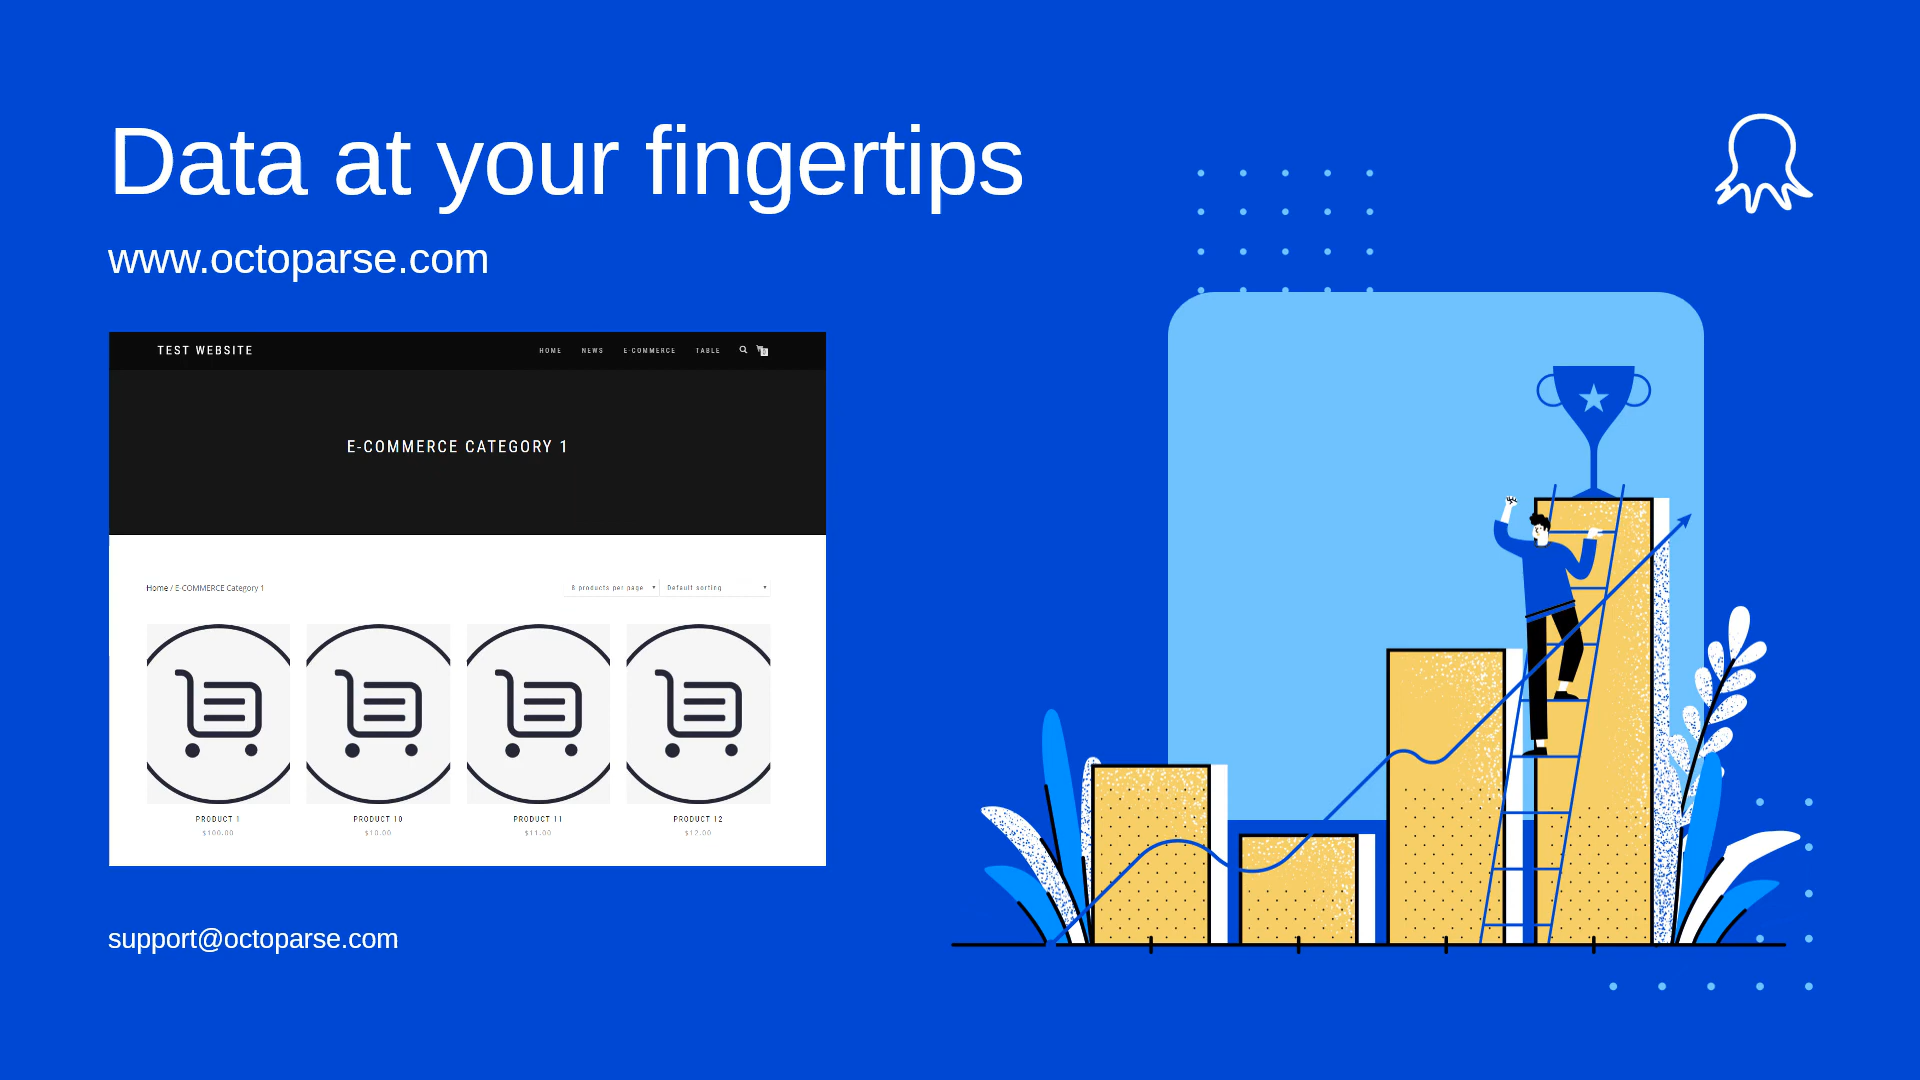 Data at your fingertips
www.octoparse.com
TEST WEBSITE
HOME NEWS E-COMMERCE TABLE
E-COMMERCE CATEGORY 1
Home / E-COMMERCE Category 1
8 products per page Default sorting
PRODUCT 1 PRODUCT 10 PRODUCT 11 PRODUCT 12
$100.00 $10.00 $11.00 $12.00
support@octoparse.com